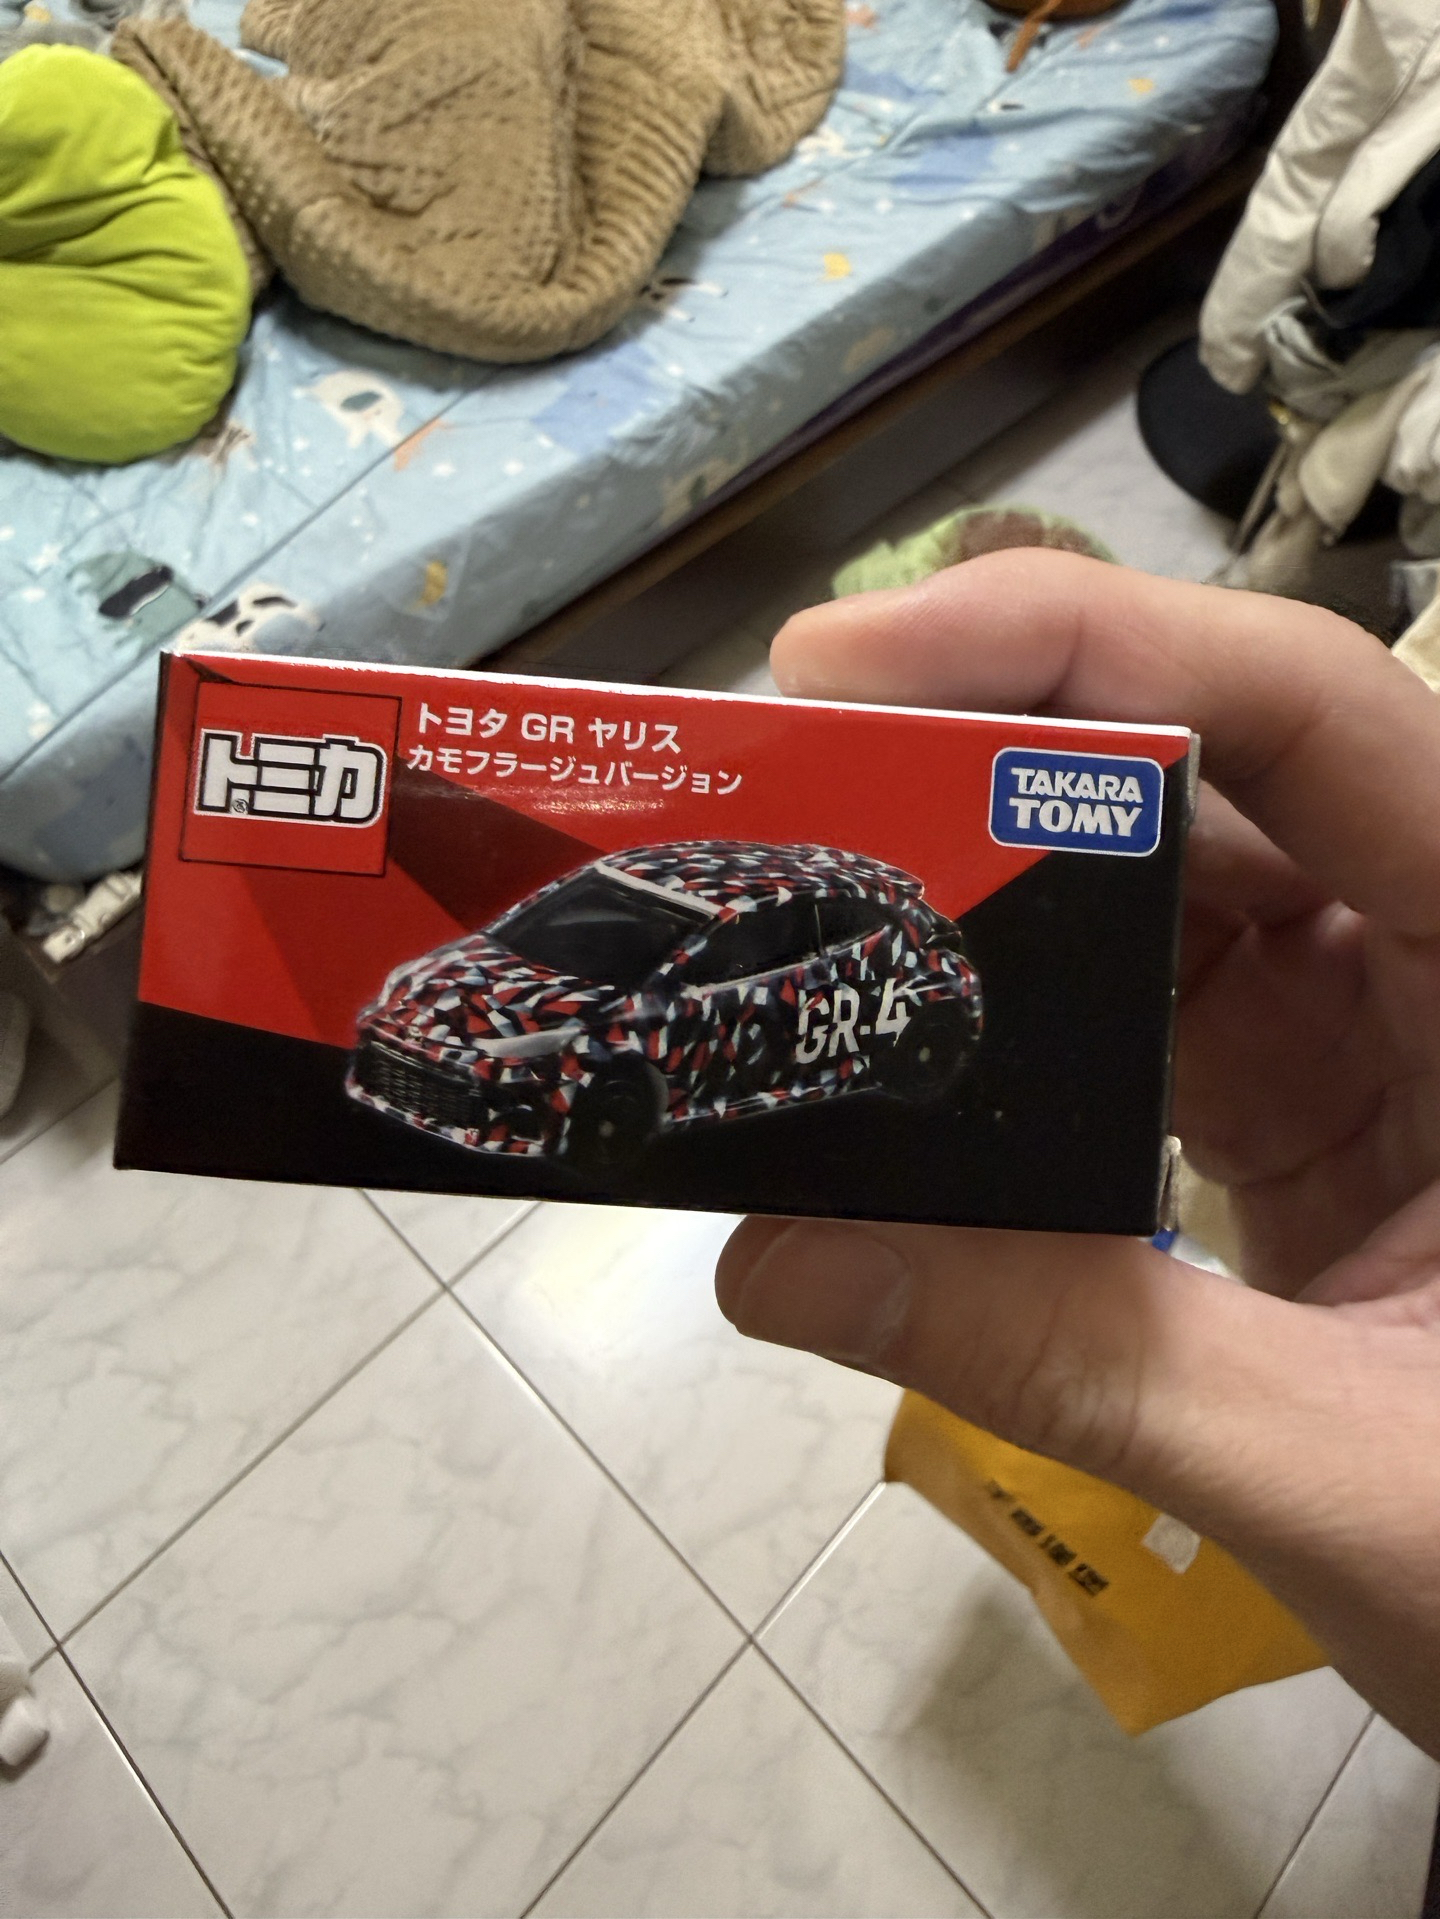 トミカ
トヨタ GR ヤリス
カモフラージュバージョン
TAKARA
TOMY
GR-4